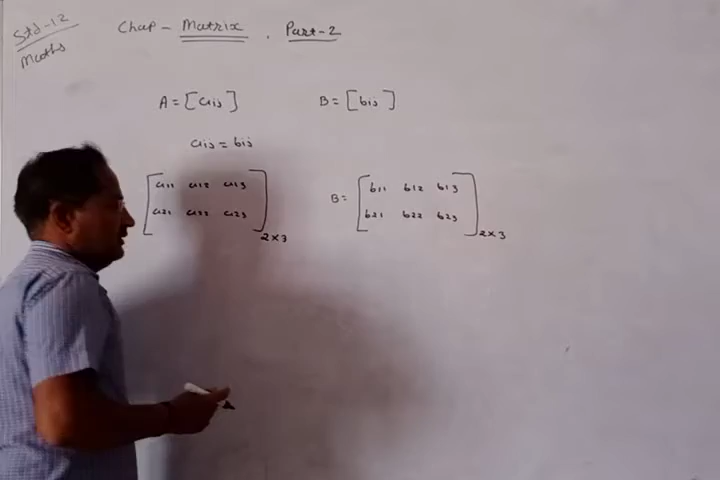 Std-12
Maths
Chap - Matrix . Part-2
A = [aij] B = [bij]
aij = bij
[a11 a12 a13 B = [b11 b12 b13
a21 a22 a23]2×3 b21 b22 b23]2×3